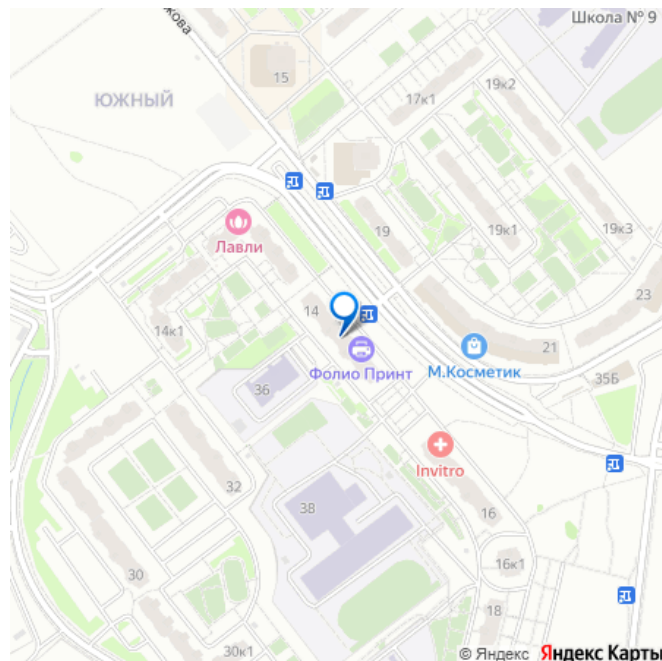 Школа № 9
кова
15
ЮЖНЫЙ
17к1
19к2
Лавли
19
19к1
19к3
14
14к1
23
Фолио Принт
М.Косметик
21
35Б
36
Invitro
32
38
16
16к1
30
18
30к1
© Яндекс Яндекс Карты